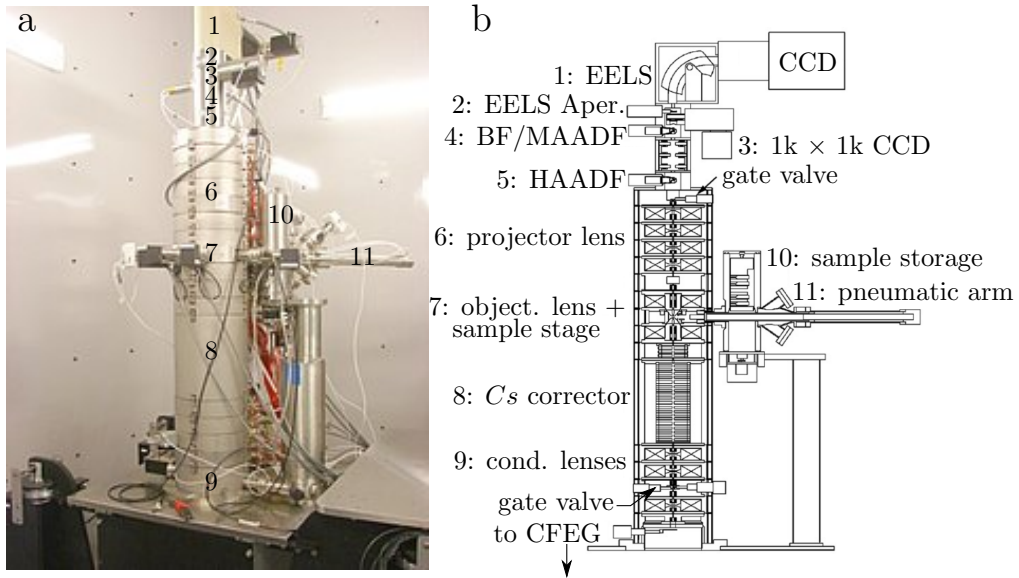 a
1
2
3
4
5
6
10
7
11
8
9
b
CCD
1: EELS
2: EELS Aper.
4: BF/MAADF
3: 1k × 1k CCD
5: HAADF
gate valve
6: projector lens
10: sample storage
11: pneumatic arm
7: object. lens +
sample stage
8: Cs corrector
9: cond. lenses
gate valve
to CFEG